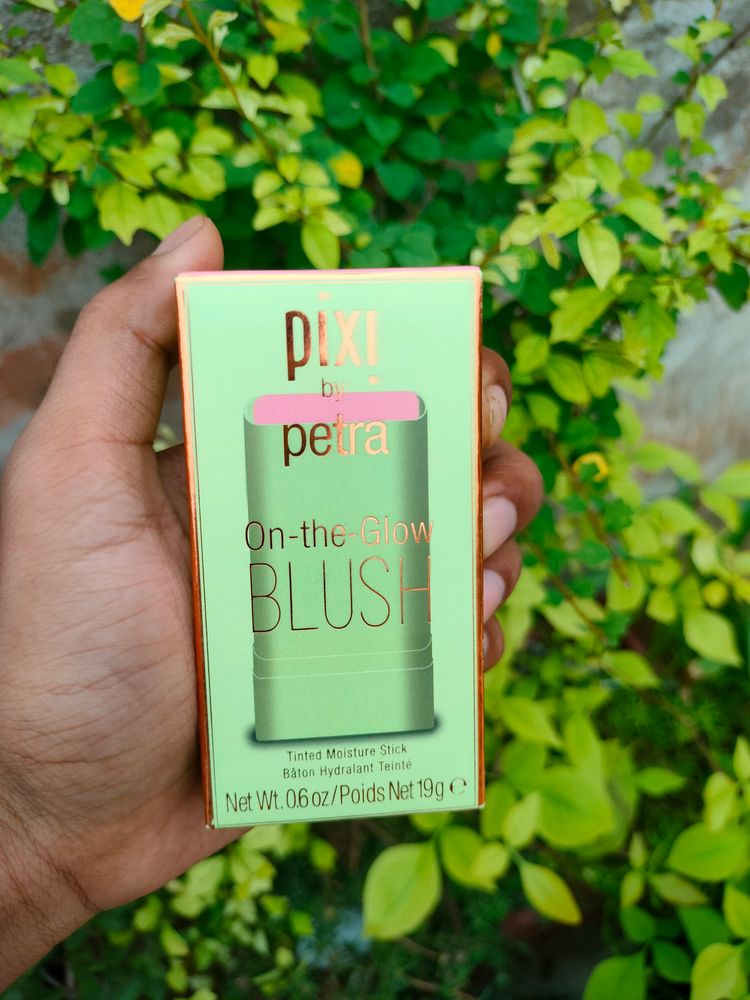 pixi
by
petra
On-the-Glow
BLUSH
Tinted Moisture Stick
Bâton Hydratant Teinté
Net Wt. 0.6 oz/Poids Net 19g ℮